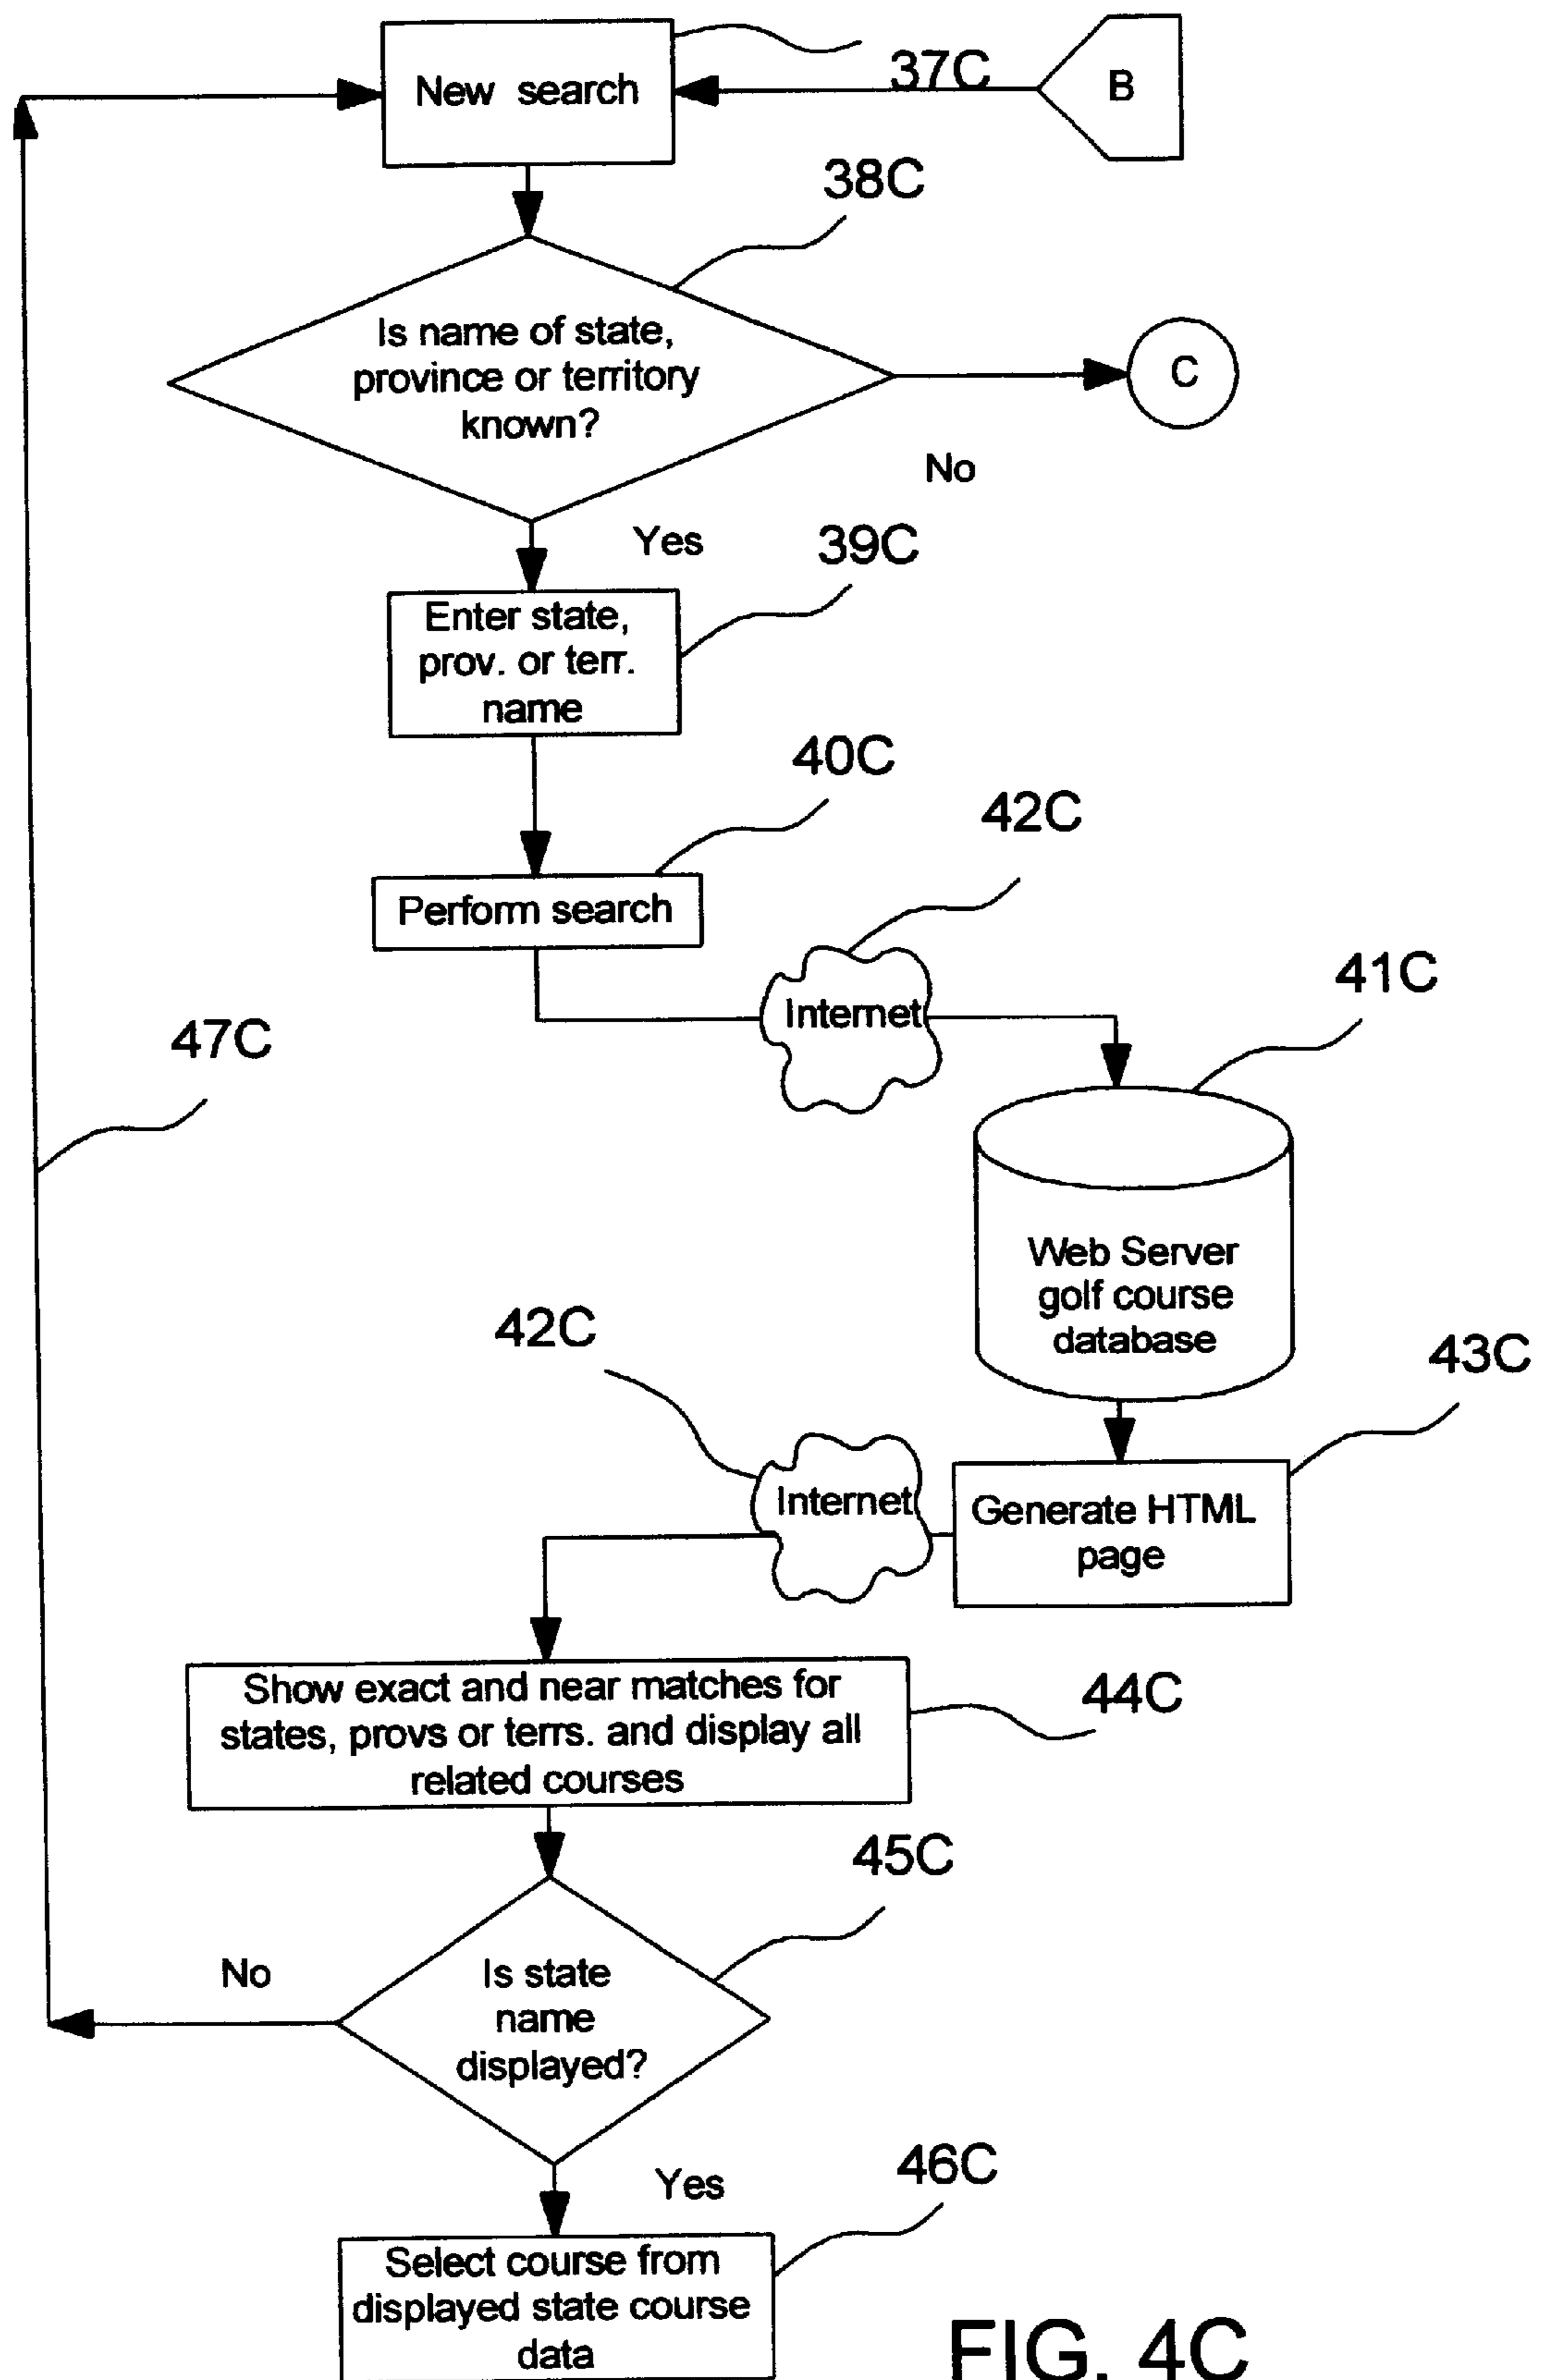 New search
37C
B
38C
Is name of state,
province or territory
known?
C
No
Yes
39C
Enter state,
prov. or terr.
name
40C
Perform search
42C
Internet
41C
47C
Web Server
golf course
database
42C
43C
Internet
Generate HTML
page
Show exact and near matches for
states, provs or terrs. and display all
related courses
44C
45C
No
Is state
name
displayed?
Yes
46C
Select course from
displayed state course
data
FIG. 4C